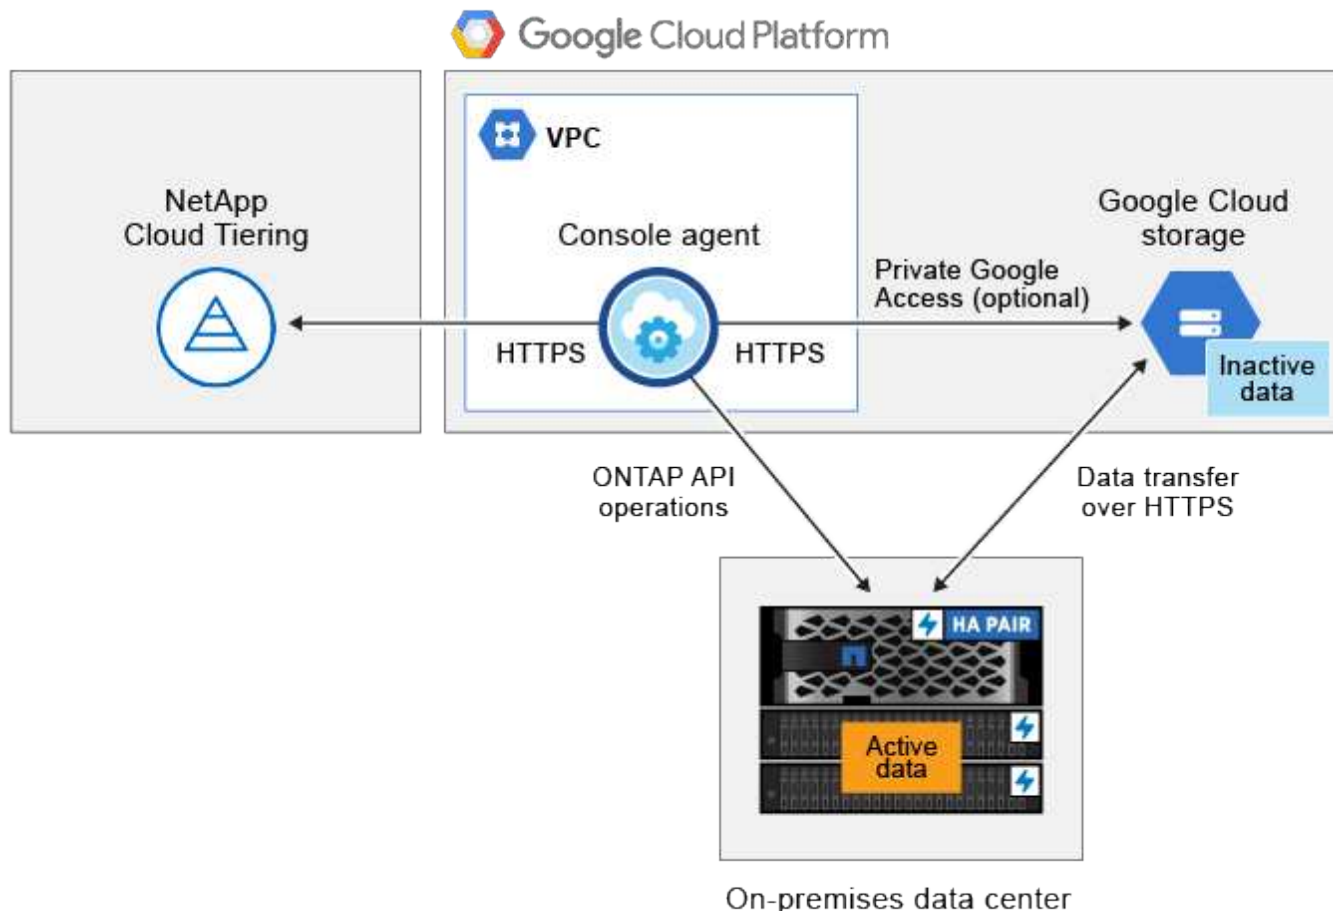 Google Cloud Platform
VPC
NetApp
Cloud Tiering
Console agent
Google Cloud
storage
Private Google
Access (optional)
HTTPS
HTTPS
Inactive
data
ONTAP API
operations
Data transfer
over HTTPS
HA PAIR
Active
data
On-premises data center